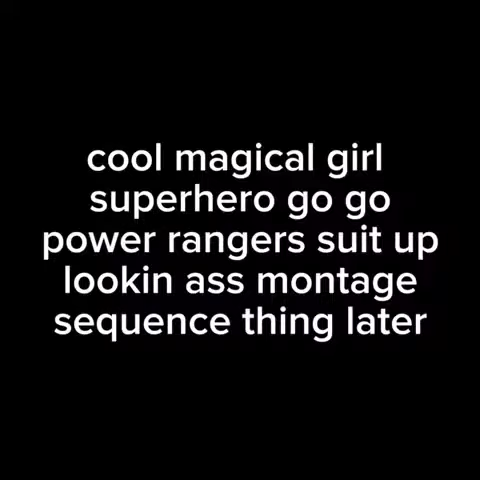 cool magical girl
superhero go go
power rangers suit up
lookin ass montage
sequence thing later